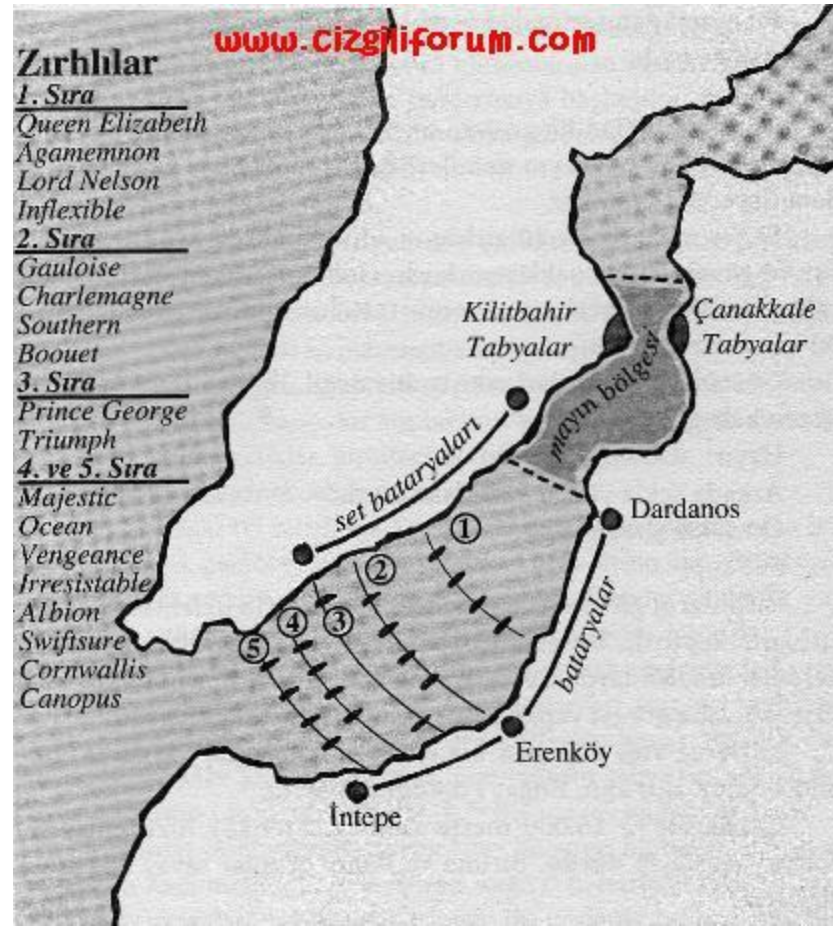 www.cizgiliforum.com
Zırhlılar
1. Sıra
Queen Elizabeth
Agamemnon
Lord Nelson
Inflexible
2. Sıra
Gauloise
Charlemagne
Southern
Boouet
3. Sıra
Prince George
Triumph
4. ve 5. Sıra
Majestic
Ocean
Vengeance
Irresistable
Albion
Swiftsure
Cornwallis
Canopus
Kilitbahir
Tabyalar
Çanakkale
Tabyalar
mayın bölgesi
set bataryaları
Dardanos
1
2
3
4
5
bataryalar
Erenköy
İntepe